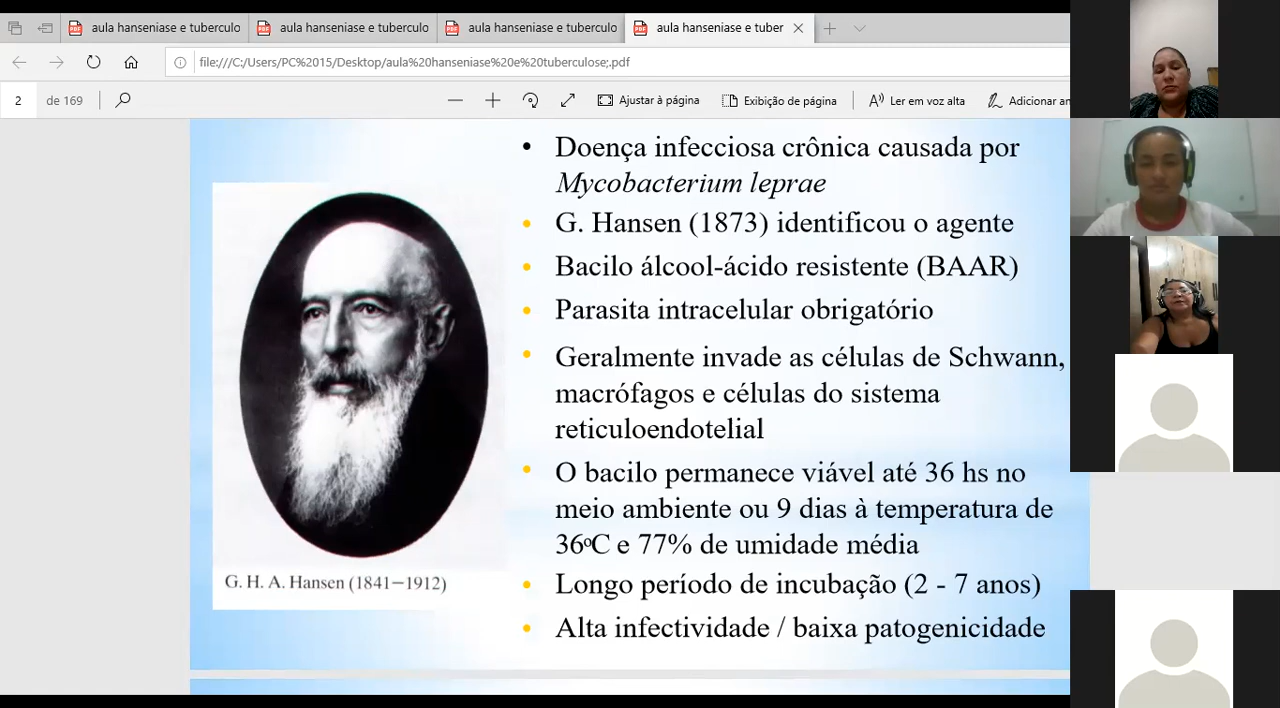 aula hanseniase e tuberculo
aula hanseniase e tuberculo
aula hanseniase e tuberculo
aula hanseniase e tuber
file:///C:/Users/PC%2015/Desktop/aula%20hanseniase%20e%20tuberculose;.pdf
2 de 169
Ajustar à página
Exibição de página
Ler em voz alta
Adicionar an
• Doença infecciosa crônica causada por
Mycobacterium leprae
• G. Hansen (1873) identificou o agente
• Bacilo álcool-ácido resistente (BAAR)
• Parasita intracelular obrigatório
• Geralmente invade as células de Schwann,
macrófagos e células do sistema
reticuloendotelial
• O bacilo permanece viável até 36 hs no
meio ambiente ou 9 dias à temperatura de
36ºC e 77% de umidade média
• Longo período de incubação (2 - 7 anos)
• Alta infectividade / baixa patogenicidade
G. H. A. Hansen (1841−1912)